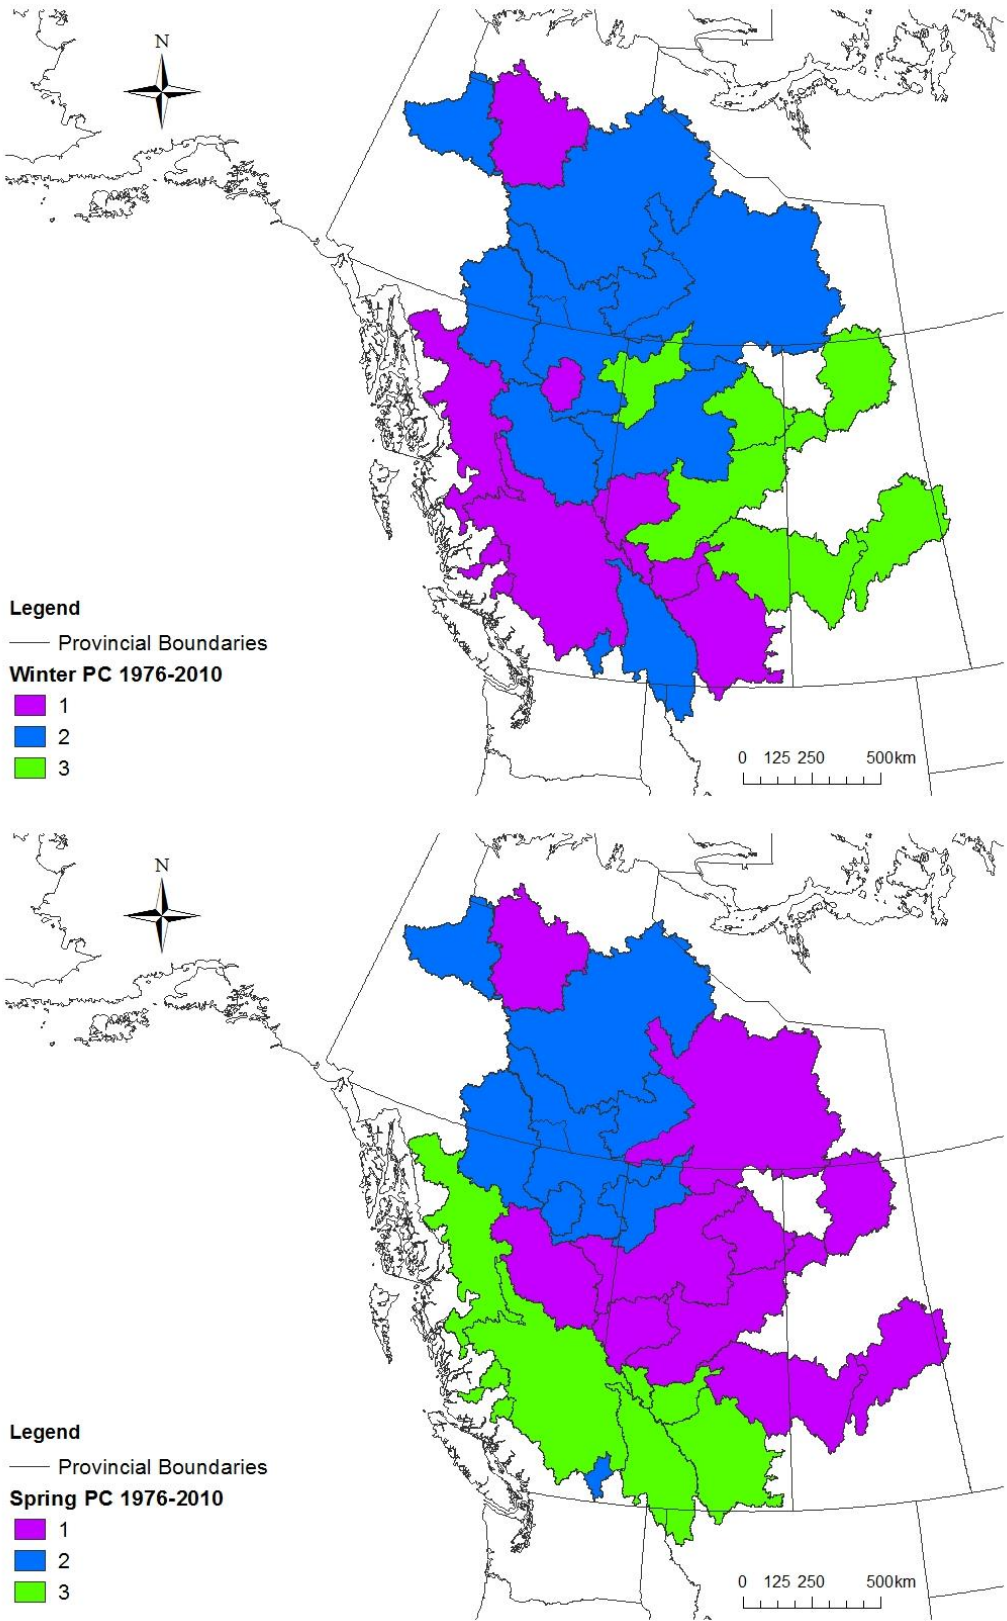 N
Legend
Provincial Boundaries
Winter PC 1976-2010
1
2
3
0 125 250 500km
N
Legend
Provincial Boundaries
Spring PC 1976-2010
1
2
3
0 125 250 500km